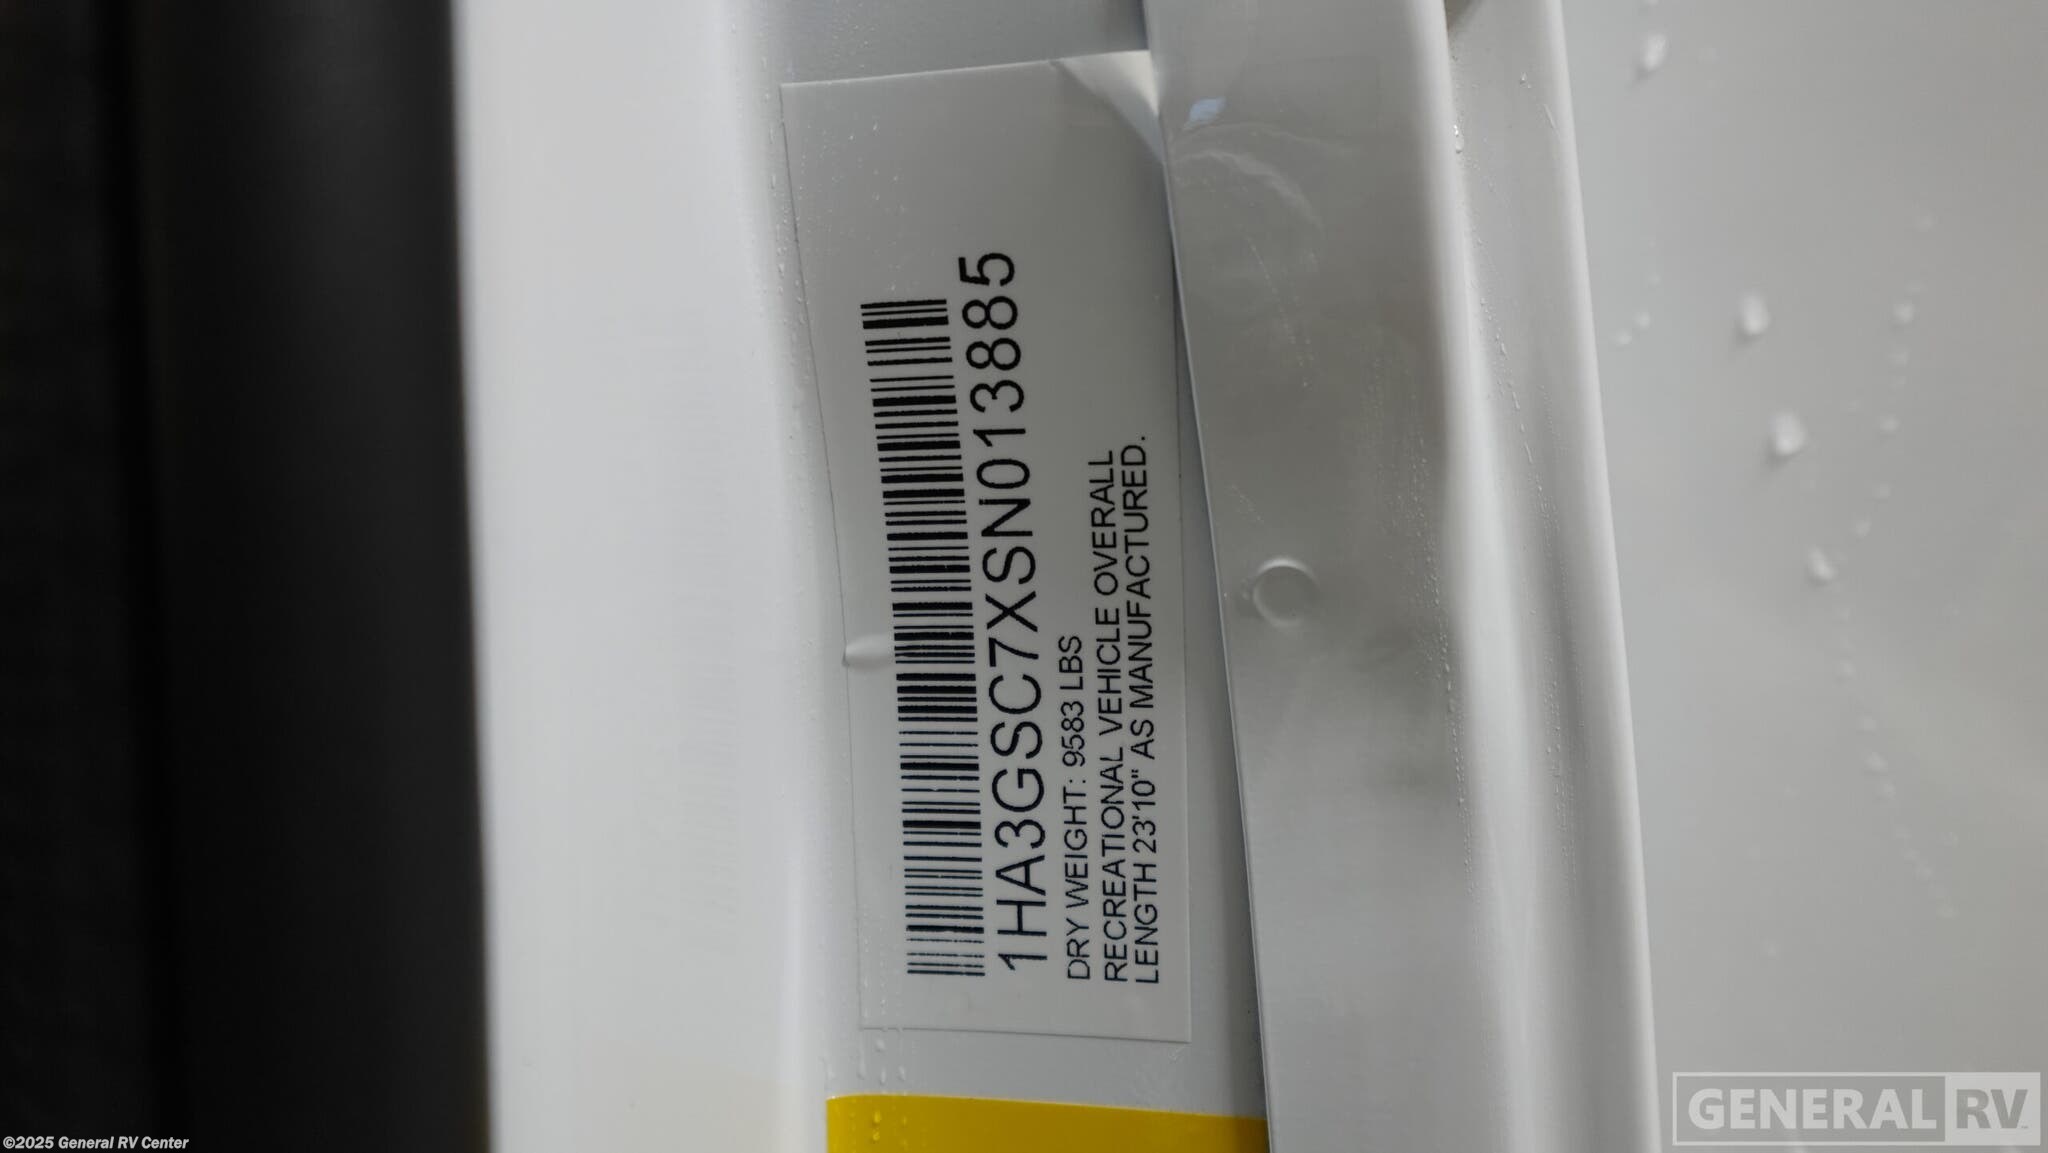 1HA3GSC7XSN013885
DRY WEIGHT: 9583 LBS
RECREATIONAL VEHICLE OVERALL
LENGTH 23'10" AS MANUFACTURED.
©2025 General RV Center
GENERAL RV